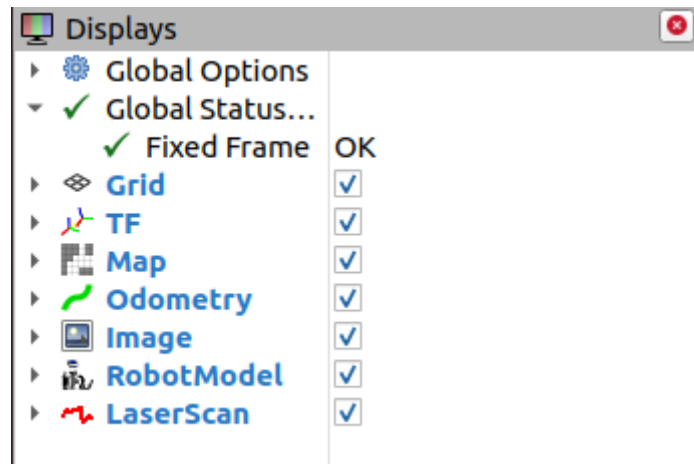 Displays
Global Options
Global Status...
Fixed Frame OK
Grid
TF
Map
Odometry
Image
RobotModel
LaserScan